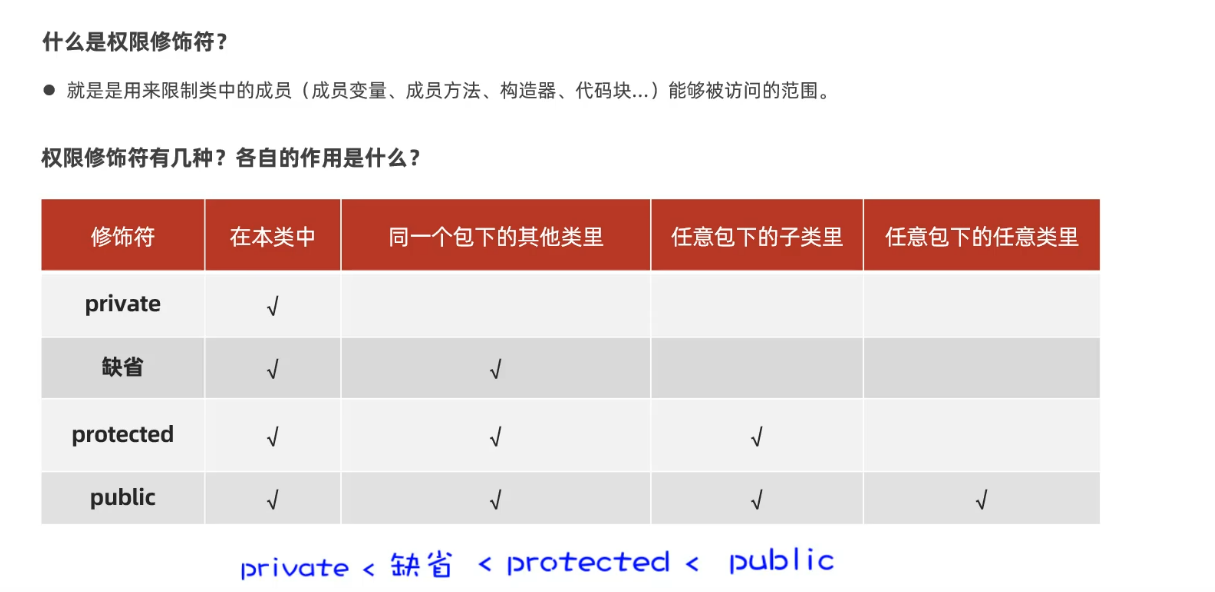 什么是权限修饰符？
● 就是是用来限制类中的成员（成员变量、成员方法、构造器、代码块...）能够被访问的范围。
权限修饰符有几种？各自的作用是什么？
修饰符 在本类中 同一个包下的其他类里 任意包下的子类里 任意包下的任意类里
private √
缺省 √ √
protected √ √ √
public √ √ √ √
private < 缺省 < protected < public